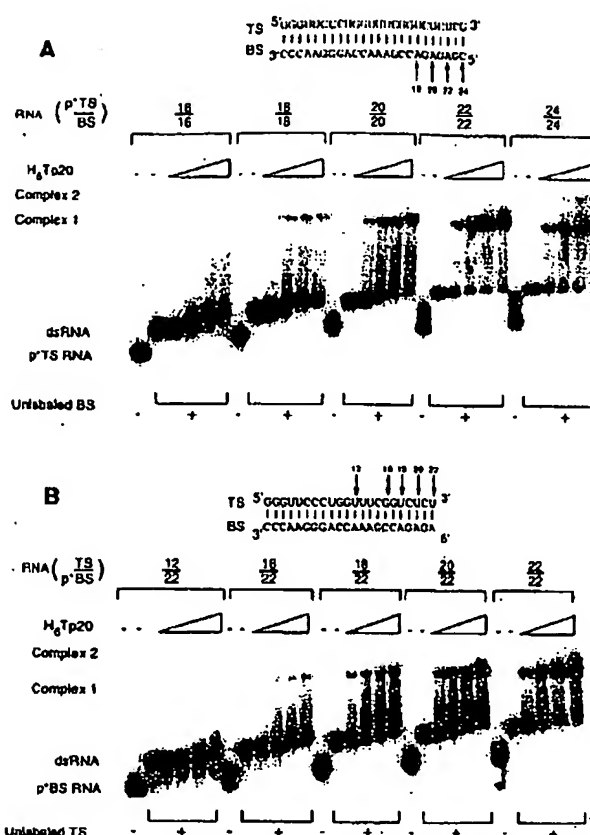 A
TS 5' 3'
BS 3' 5'
18 20 22 24
RNA (p*TS/BS) 18/16 18/18 20/20 22/22 24/24
H6Tp20
Complex 2
Complex 1
dsRNA
p*TS RNA
Unlabeled BS - + - + - + - + - +
B
12 16 18 20 22
TS 5' GGGUUCCCUGGUUUCGGUCUCU 3'
BS 3' CCCAAGGGACCAAAGCCAGAGA 5'
RNA (TS/p*BS) 12/22 16/22 18/22 20/22 22/22
H6Tp20
Complex 2
Complex 1
dsRNA
p*BS RNA
Unlabeled TS - + - + - + - + - +